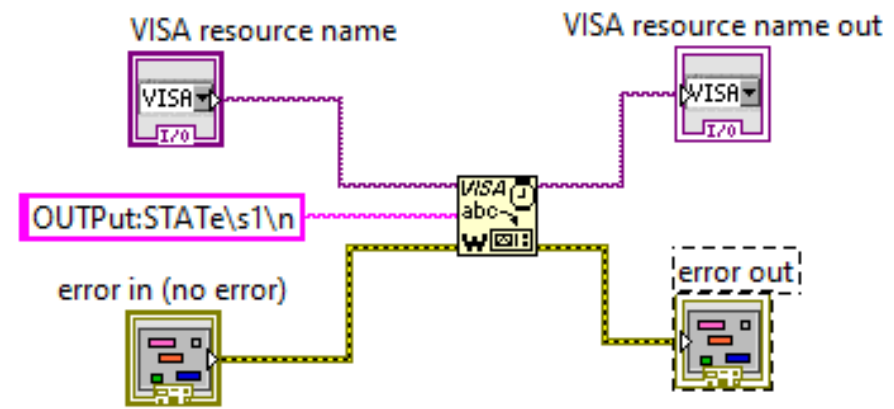 VISA resource name
VISA resource name out
VISA
I/O
VISA
I/O
OUTPut:STATe\s1\n
VISA
abc
W
error in (no error)
error out